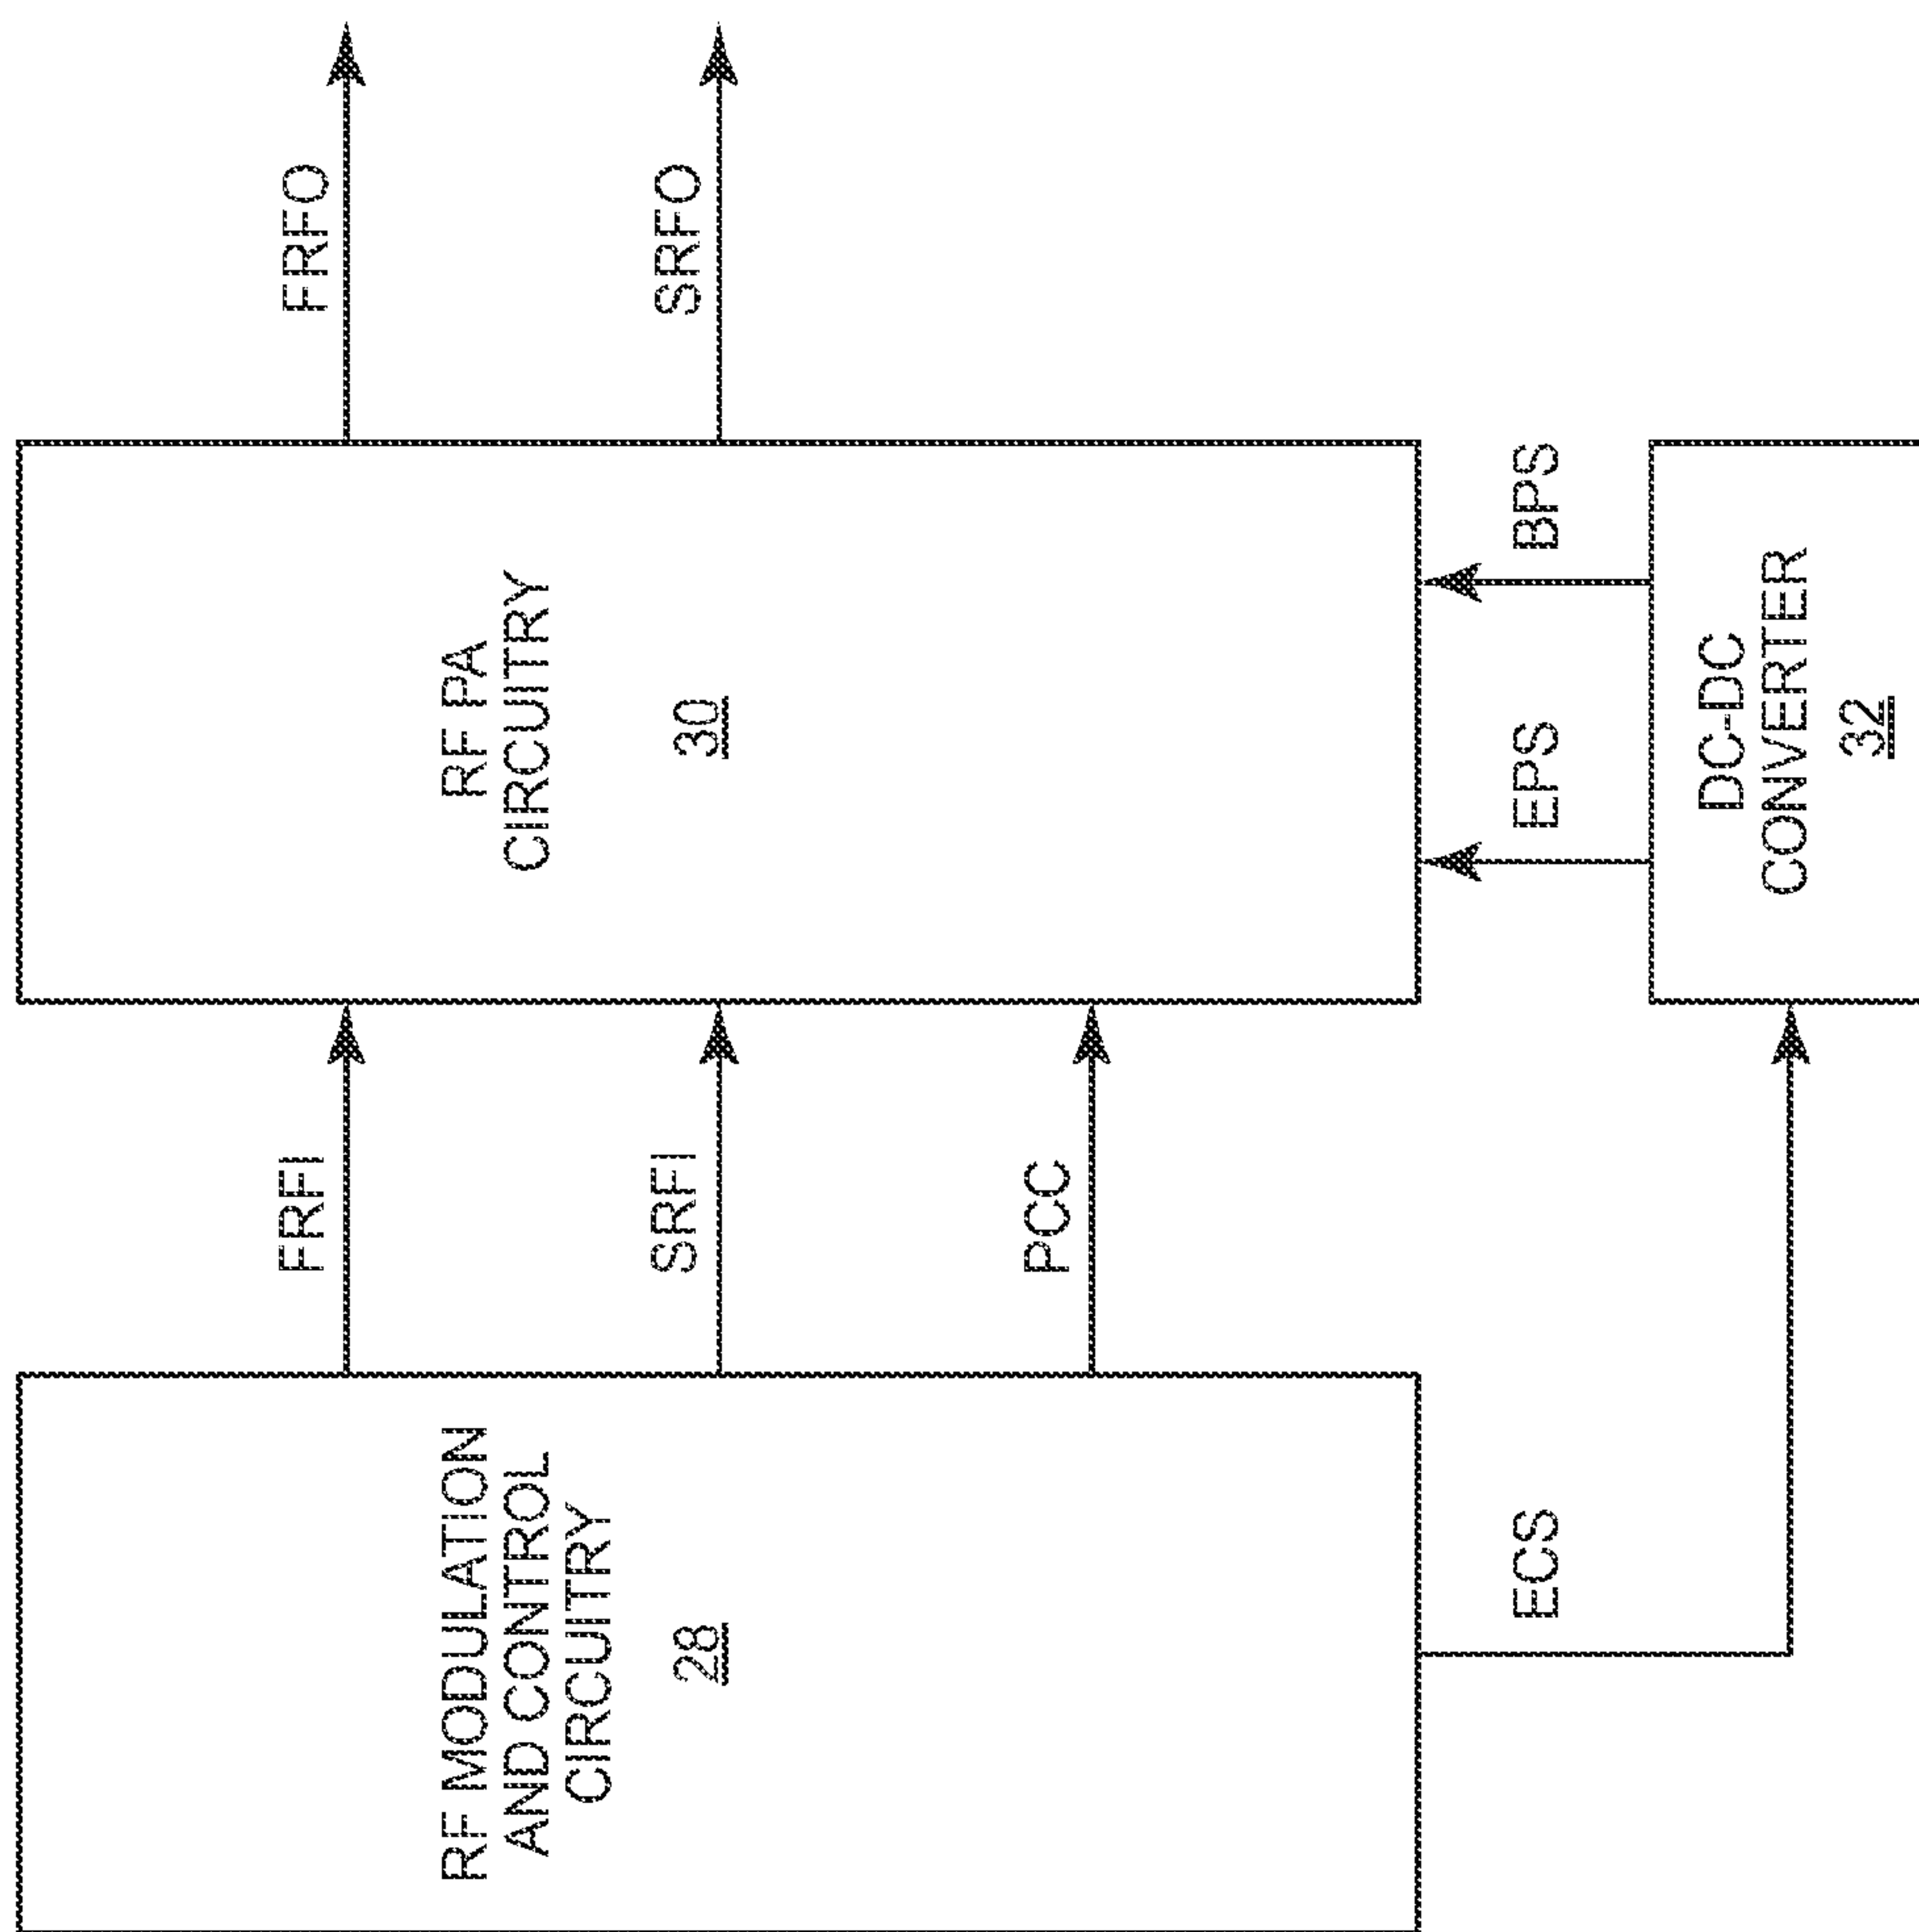 RF MODULATION
AND CONTROL
CIRCUITRY
28
FRFI
SRFI
PCC
ECS
RF PA
CIRCUITRY
30
EPS
BPS
DC-DC
CONVERTER
32
FRFO
SRFO